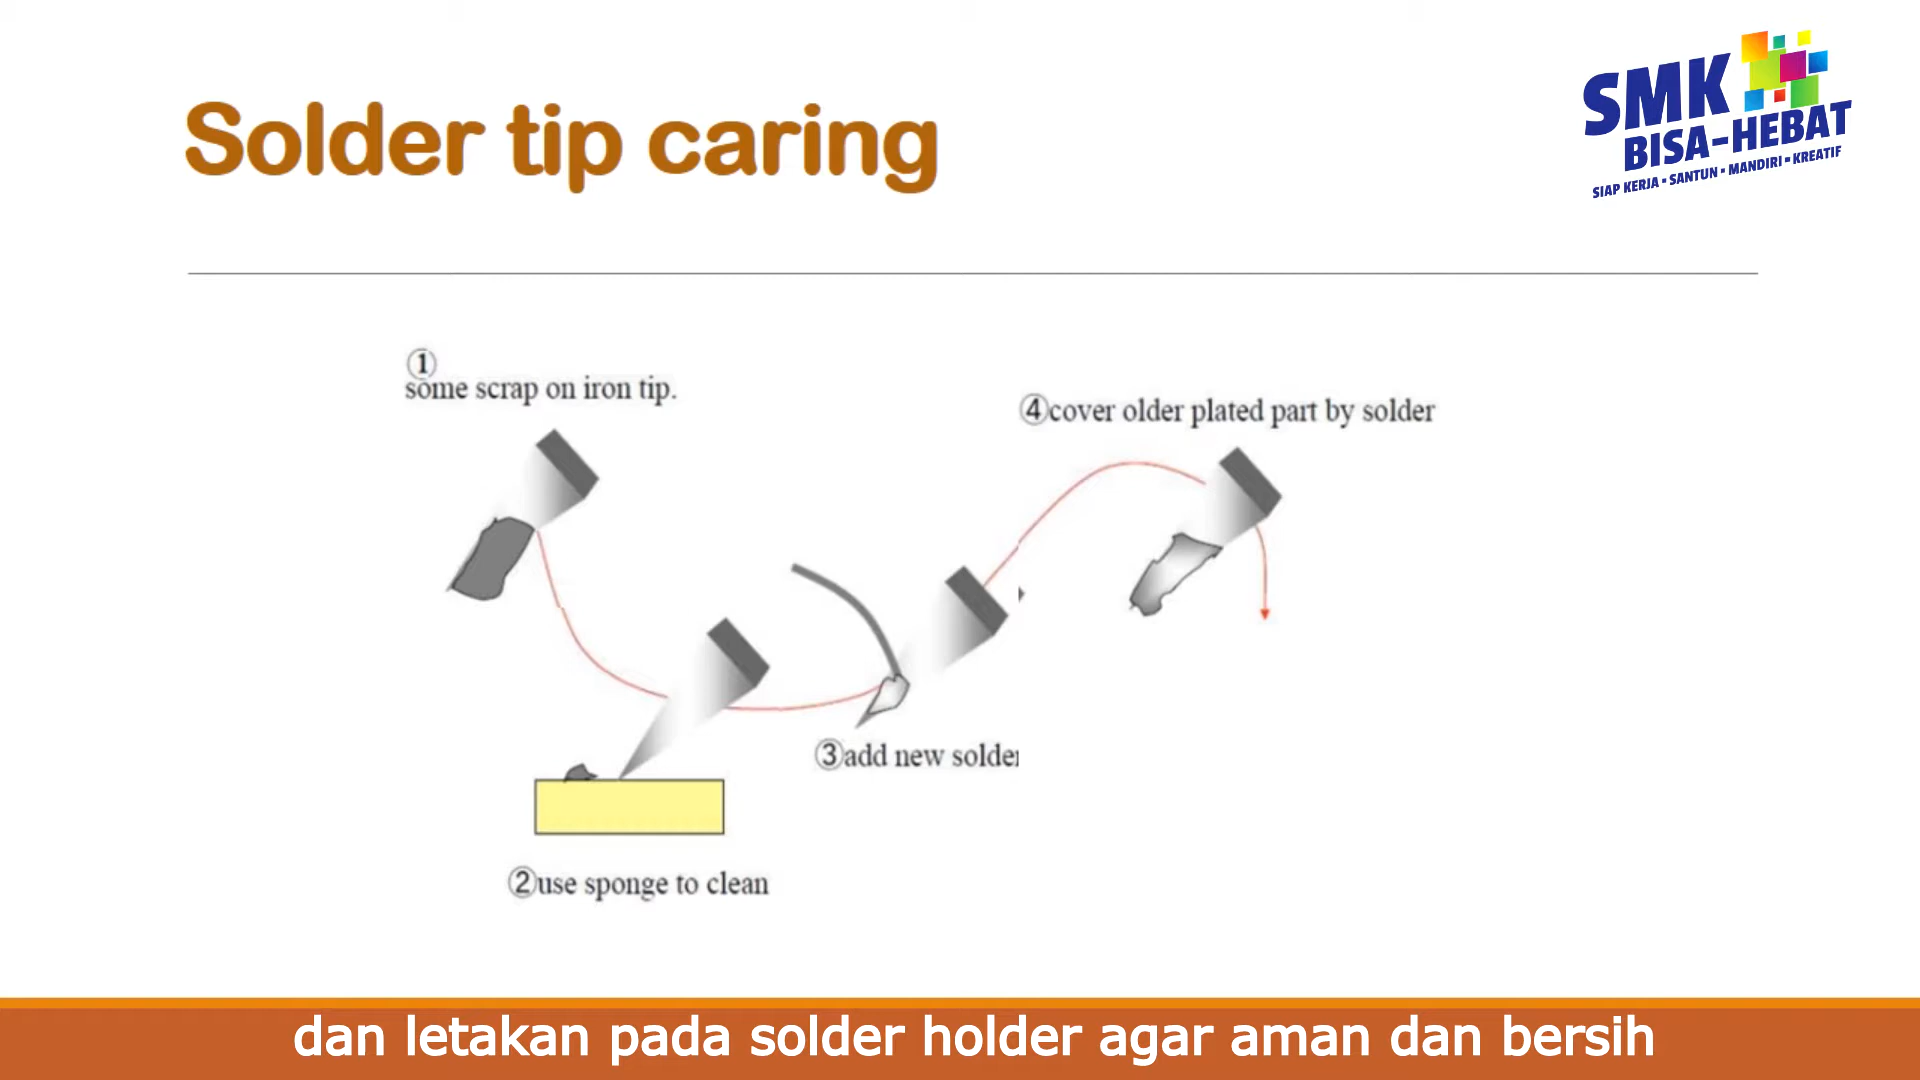 Solder tip caring
SMK
BISA-HEBAT
SIAP KERJA • SANTUN • MANDIRI • KREATIF
①
some scrap on iron tip.
④cover older plated part by solder
③add new solder
②use sponge to clean
dan letakan pada solder holder agar aman dan bersih